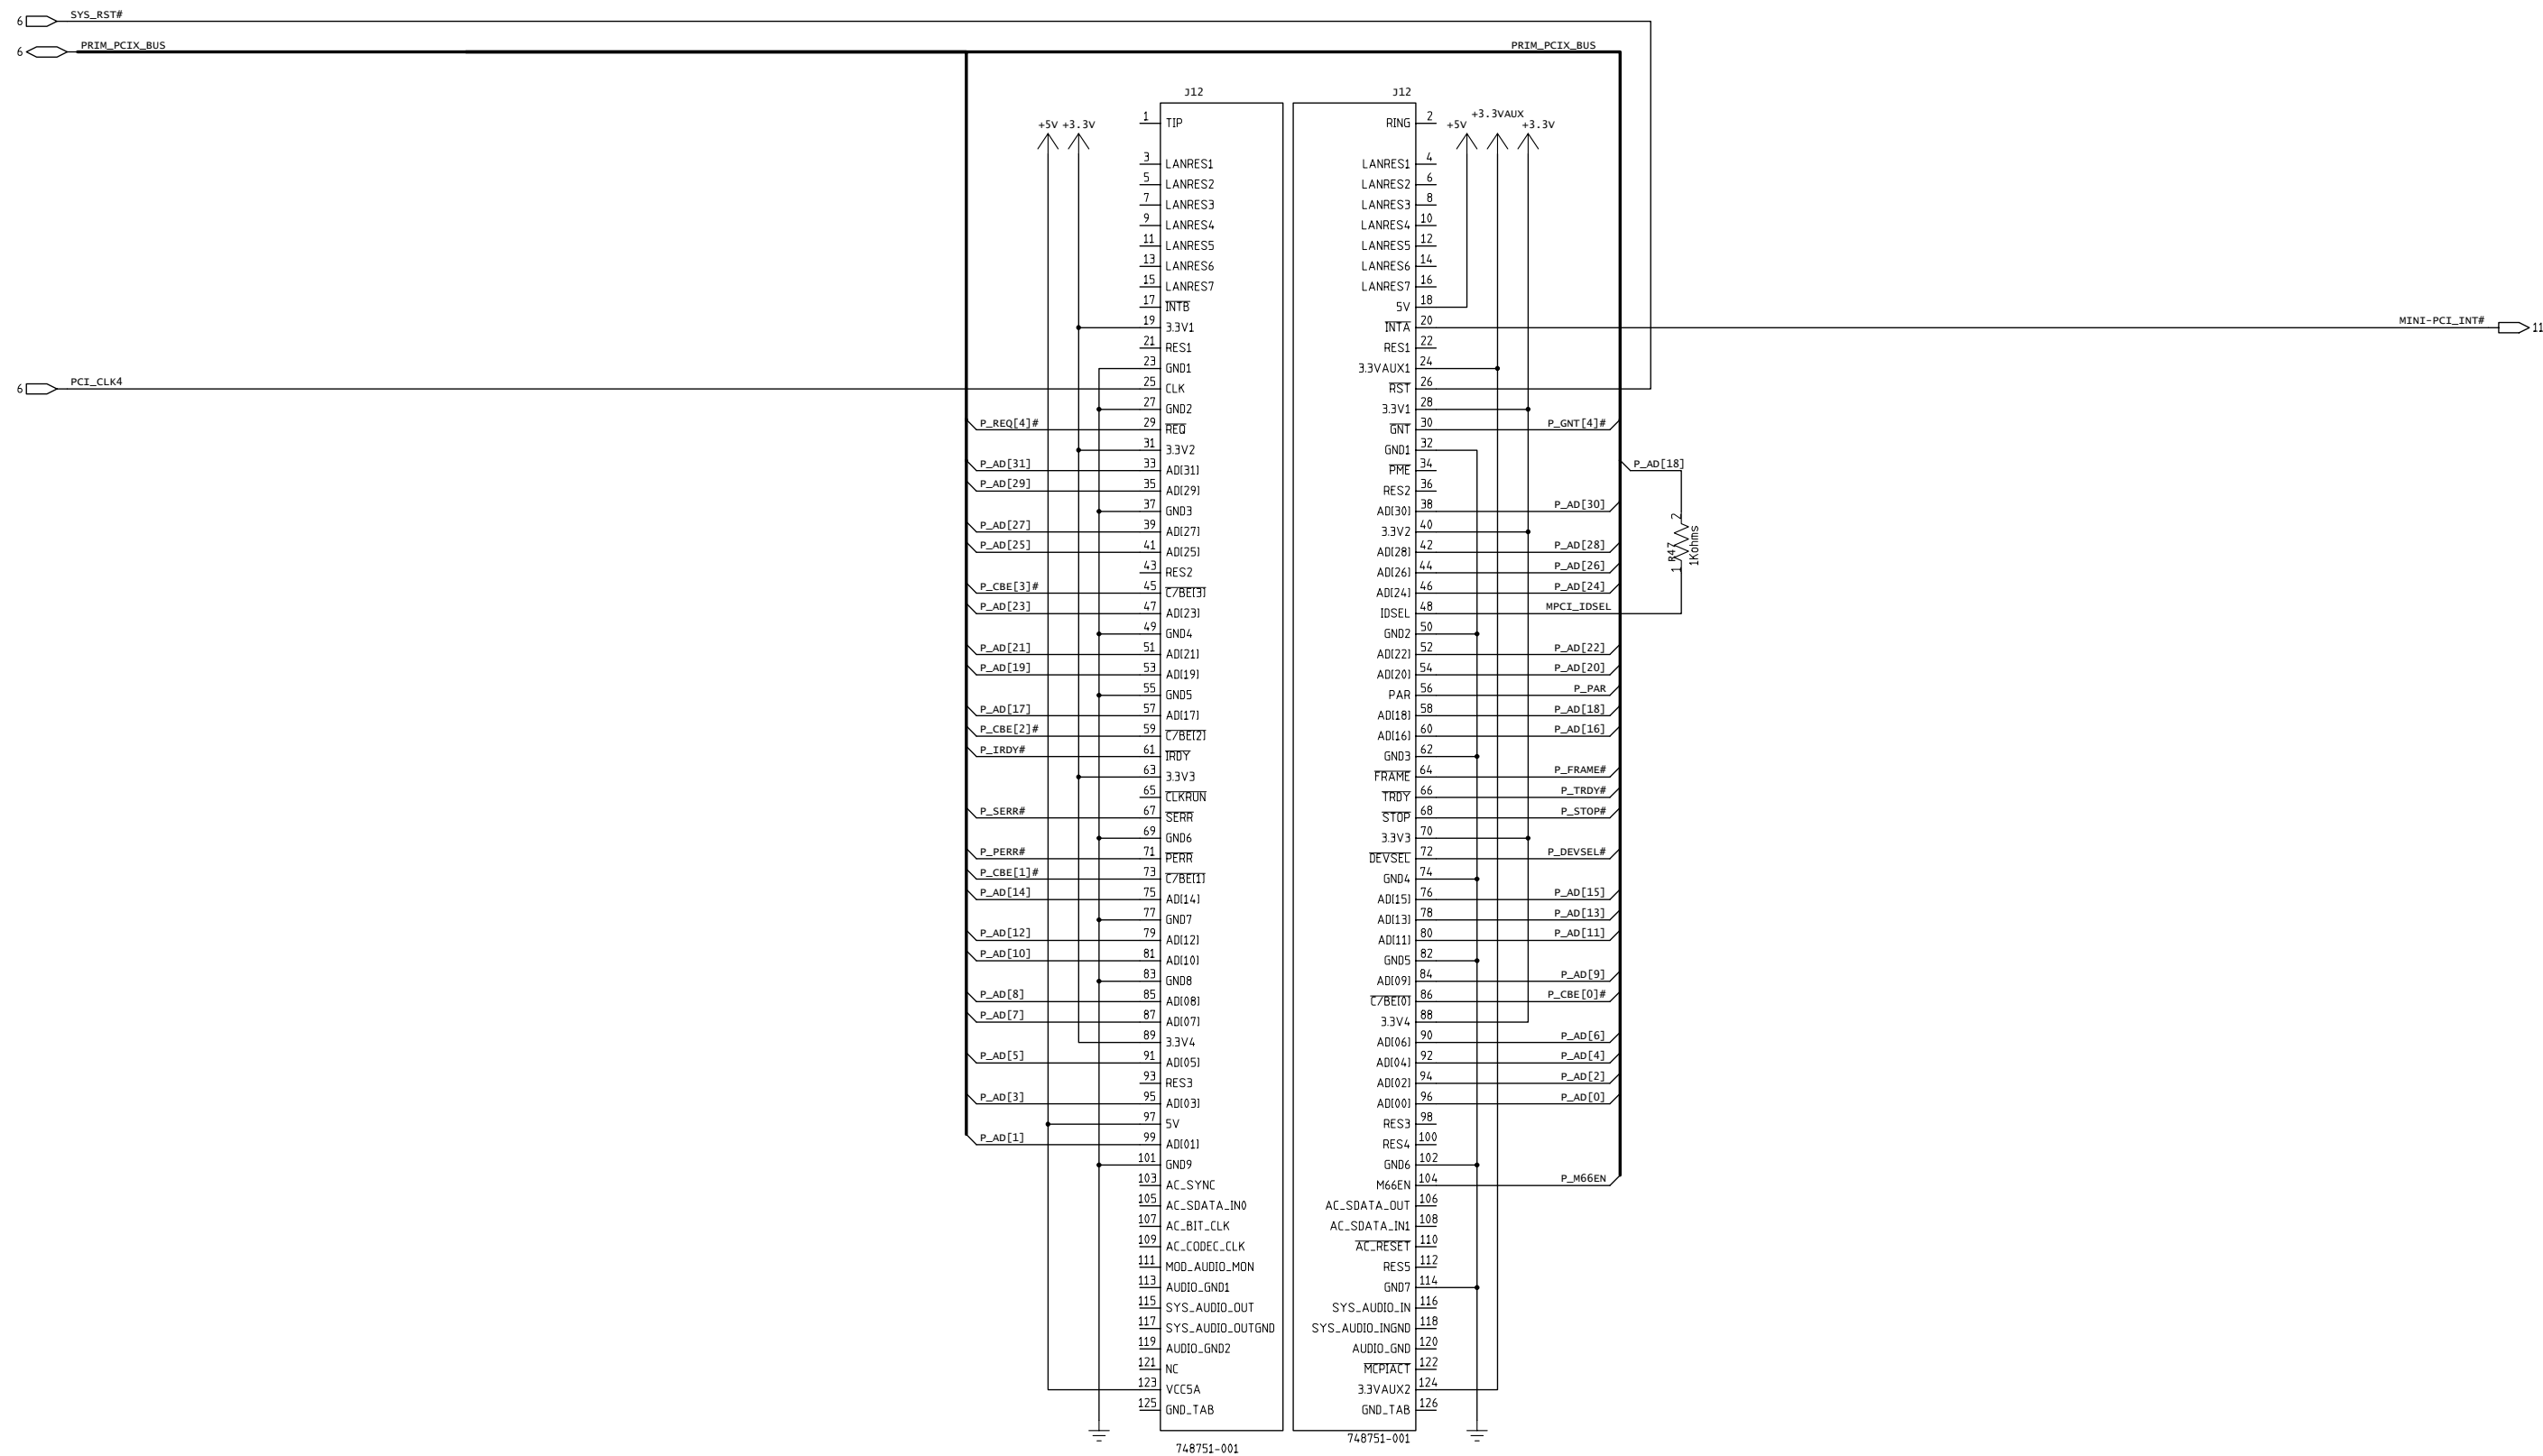 6 SYS_RST#
6 PRIM_PCIX_BUS PRIM_PCIX_BUS
J12 J12
+5V +3.3V 1 TIP RING 2 +5V +3.3VAUX +3.3V
3 LANRES1 LANRES1 4
5 LANRES2 LANRES2 6
7 LANRES3 LANRES3 8
9 LANRES4 LANRES4 10
11 LANRES5 LANRES5 12
13 LANRES6 LANRES6 14
15 LANRES7 LANRES7 16
17 INTB 5V 18
19 3.3V1 INTA 20 MINI-PCI_INT# 11
21 RES1 RES1 22
23 GND1 3.3VAUX1 24
6 PCI_CLK4 25 CLK RST 26
27 GND2 3.3V1 28
P_REQ[4]# 29 REQ GNT 30 P_GNT[4]#
31 3.3V2 GND1 32
P_AD[31] 33 AD[31] PME 34 P_AD[18]
P_AD[29] 35 AD[29] RES2 36
37 GND3 AD[30] 38 P_AD[30]
P_AD[27] 39 AD[27] 3.3V2 40 2
P_AD[25] 41 AD[25] AD[28] 42 P_AD[28] R47 1Kohms
43 RES2 AD[26] 44 P_AD[26] 1
P_CBE[3]# 45 C/BE[3] AD[24] 46 P_AD[24]
P_AD[23] 47 AD[23] IDSEL 48 MPCI_IDSEL
49 GND4 GND2 50
P_AD[21] 51 AD[21] AD[22] 52 P_AD[22]
P_AD[19] 53 AD[19] AD[20] 54 P_AD[20]
55 GND5 PAR 56 P_PAR
P_AD[17] 57 AD[17] AD[18] 58 P_AD[18]
P_CBE[2]# 59 C/BE[2] AD[16] 60 P_AD[16]
P_IRDY# 61 IRDY GND3 62
63 3.3V3 FRAME 64 P_FRAME#
65 CLKRUN TRDY 66 P_TRDY#
P_SERR# 67 SERR STOP 68 P_STOP#
69 GND6 3.3V3 70
P_PERR# 71 PERR DEVSEL 72 P_DEVSEL#
P_CBE[1]# 73 C/BE[1] GND4 74
P_AD[14] 75 AD[14] AD[15] 76 P_AD[15]
77 GND7 AD[13] 78 P_AD[13]
P_AD[12] 79 AD[12] AD[11] 80 P_AD[11]
P_AD[10] 81 AD[10] GND5 82
83 GND8 AD[09] 84 P_AD[9]
P_AD[8] 85 AD[08] C/BE[0] 86 P_CBE[0]#
P_AD[7] 87 AD[07] 3.3V4 88
89 3.3V4 AD[06] 90 P_AD[6]
P_AD[5] 91 AD[05] AD[04] 92 P_AD[4]
93 RES3 AD[02] 94 P_AD[2]
P_AD[3] 95 AD[03] AD[00] 96 P_AD[0]
97 5V RES3 98
P_AD[1] 99 AD[01] RES4 100
101 GND9 GND6 102
103 AC_SYNC M66EN 104 P_M66EN
105 AC_SDATA_IN0 AC_SDATA_OUT 106
107 AC_BIT_CLK AC_SDATA_IN1 108
109 AC_CODEC_CLK AC_RESET 110
111 MOD_AUDIO_MON RES5 112
113 AUDIO_GND1 GND7 114
115 SYS_AUDIO_OUT SYS_AUDIO_IN 116
117 SYS_AUDIO_OUTGND SYS_AUDIO_INGND 118
119 AUDIO_GND2 AUDIO_GND 120
121 NC MCPIACT 122
123 VCC5A 3.3VAUX2 124
125 GND_TAB GND_TAB 126
748751-001 748751-001